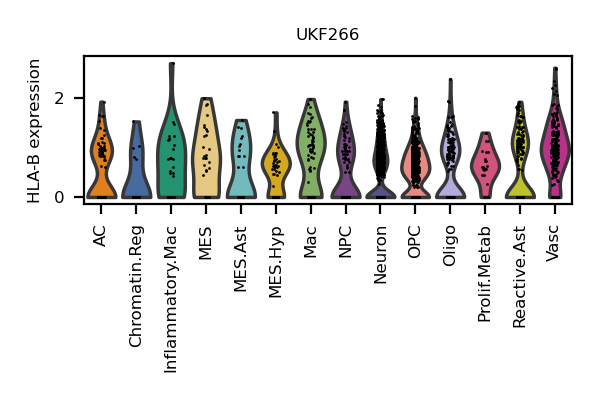 UKF266
HLA-B expression
2
0
AC
Chromatin.Reg
Inflammatory.Mac
MES
MES.Ast
MES.Hyp
Mac
NPC
Neuron
OPC
Oligo
Prolif.Metab
Reactive.Ast
Vasc